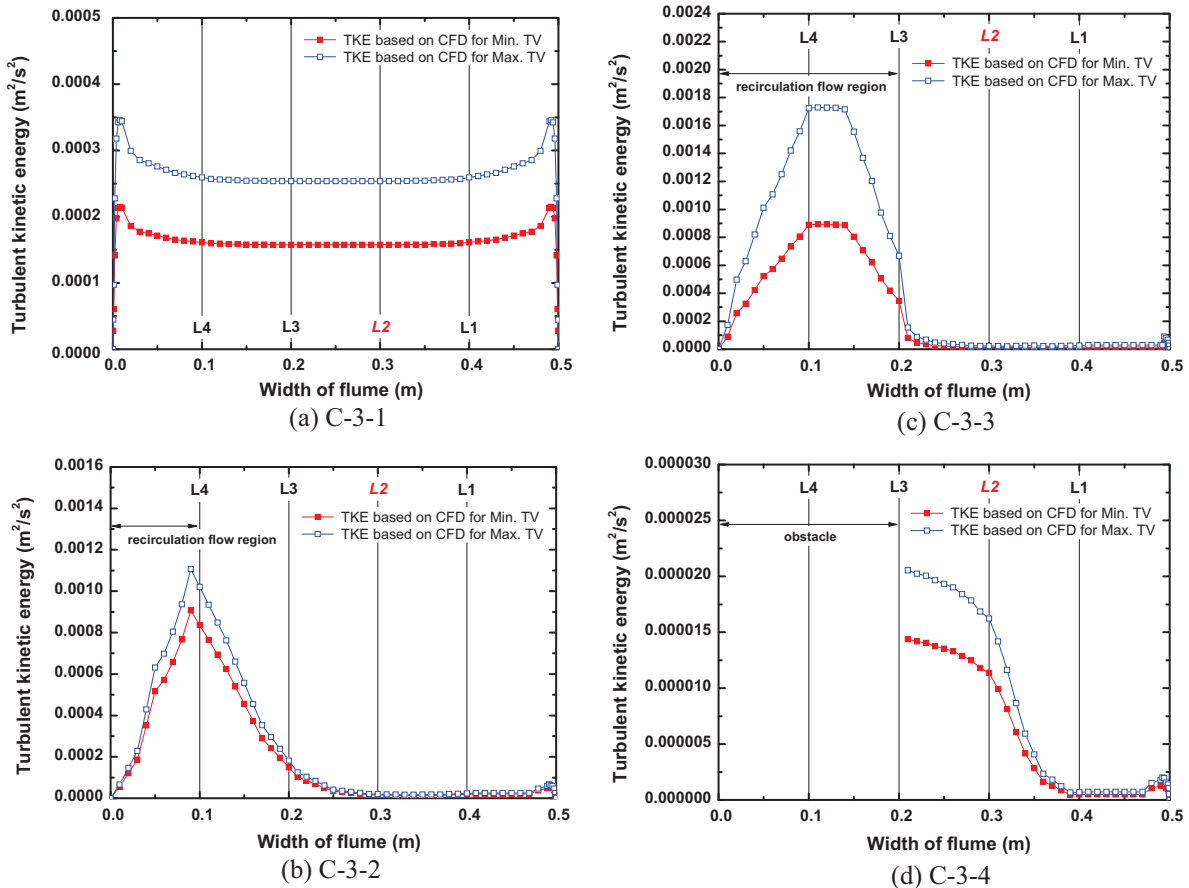 0.0005
0.0004
0.0003
0.0002
0.0001
0.0000
Turbulent kinetic energy (m²/s²)
TKE based on CFD for Min. TV
TKE based on CFD for Max. TV
L4 L3 L2 L1
0.0 0.1 0.2 0.3 0.4 0.5
Width of flume (m)
(a) C-3-1
0.0024
0.0022
0.0020
0.0018
0.0016
0.0014
0.0012
0.0010
0.0008
0.0006
0.0004
0.0002
0.0000
Turbulent kinetic energy (m²/s²)
L4 L3 L2 L1
TKE based on CFD for Min. TV
TKE based on CFD for Max. TV
recirculation flow region
0.0 0.1 0.2 0.3 0.4 0.5
Width of flume (m)
(c) C-3-3
0.0016
0.0014
0.0012
0.0010
0.0008
0.0006
0.0004
0.0002
0.0000
Turbulent kinetic energy (m²/s²)
L4 L3 L2 L1
TKE based on CFD for Min. TV
TKE based on CFD for Max. TV
recirculation flow region
0.0 0.1 0.2 0.3 0.4 0.5
Width of flume (m)
(b) C-3-2
0.000030
0.000025
0.000020
0.000015
0.000010
0.000005
0.000000
Turbulent kinetic energy (m²/s²)
L4 L3 L2 L1
TKE based on CFD for Min. TV
TKE based on CFD for Max. TV
obstacle
0.0 0.1 0.2 0.3 0.4 0.5
Width of flume (m)
(d) C-3-4